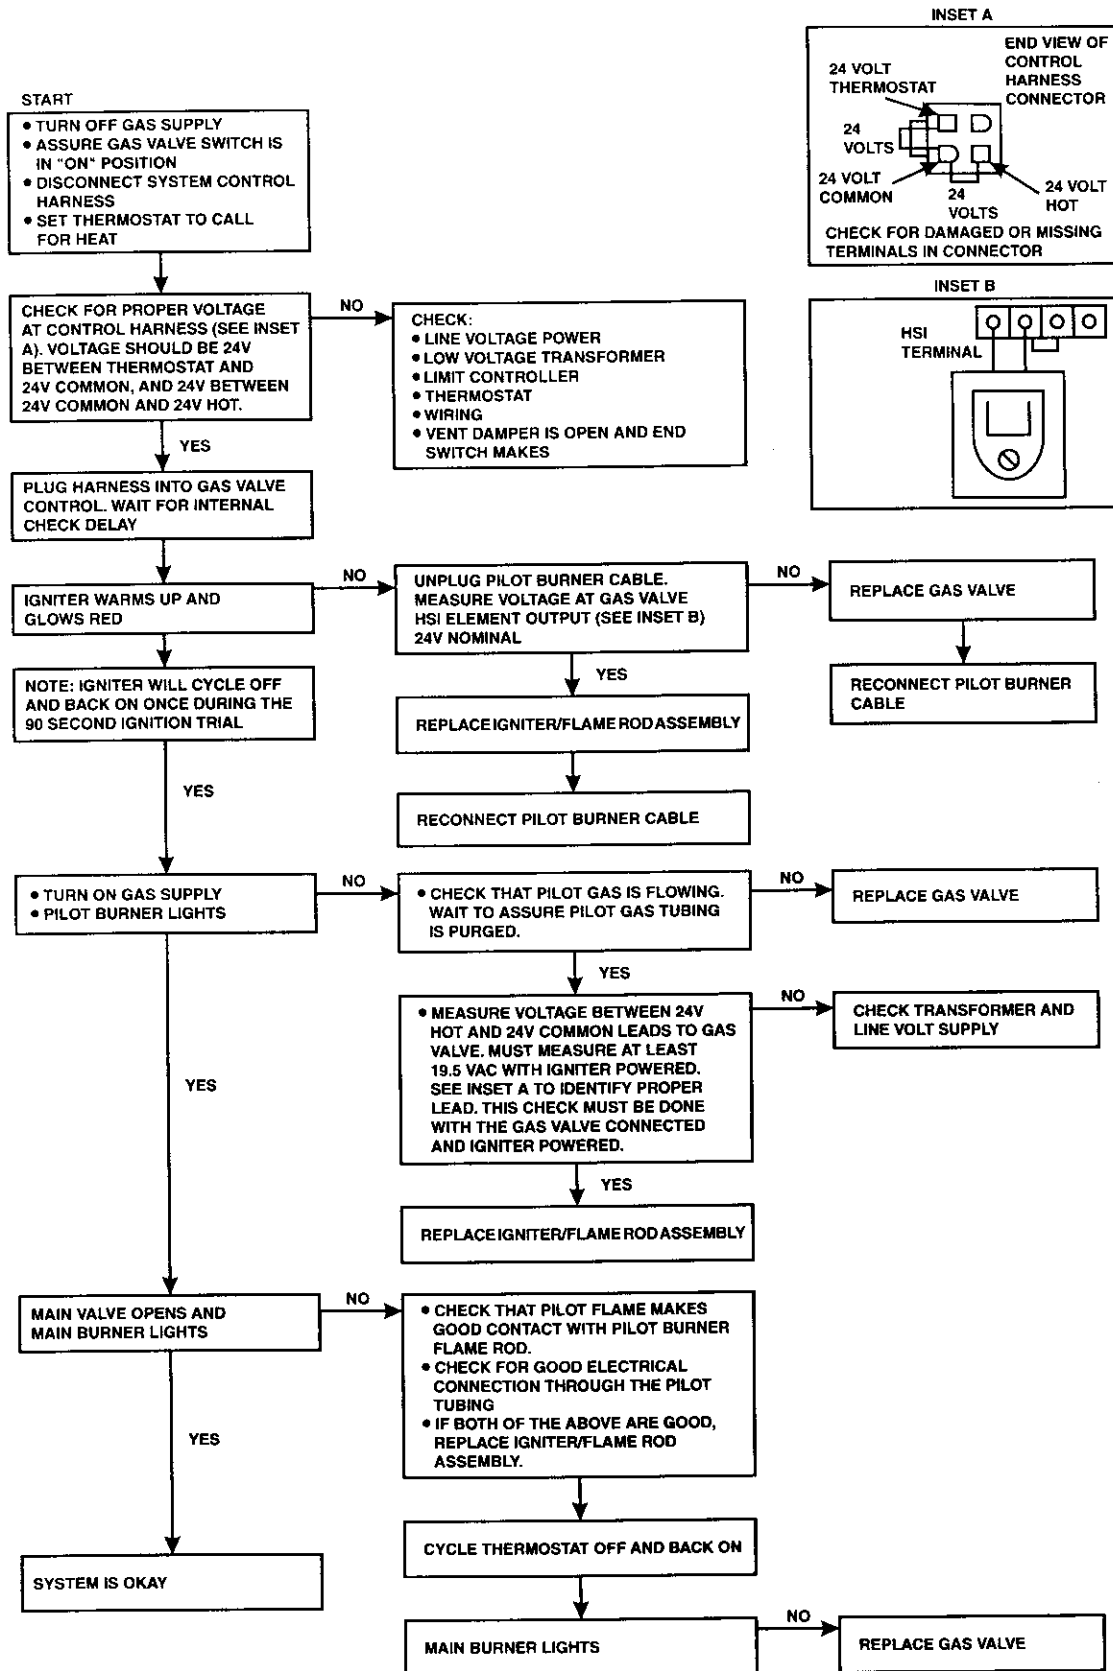 START
• TURN OFF GAS SUPPLY
• ASSURE GAS VALVE SWITCH IS
IN "ON" POSITION
• DISCONNECT SYSTEM CONTROL
HARNESS
• SET THERMOSTAT TO CALL
FOR HEAT
INSET A
END VIEW OF
CONTROL
HARNESS
CONNECTOR
24 VOLT
THERMOSTAT
24
VOLTS
24 VOLT
COMMON
24
VOLTS
24 VOLT
HOT
CHECK FOR DAMAGED OR MISSING
TERMINALS IN CONNECTOR
CHECK FOR PROPER VOLTAGE
AT CONTROL HARNESS (SEE INSET
A). VOLTAGE SHOULD BE 24V
BETWEEN THERMOSTAT AND
24V COMMON, AND 24V BETWEEN
24V COMMON AND 24V HOT.
NO
CHECK:
• LINE VOLTAGE POWER
• LOW VOLTAGE TRANSFORMER
• LIMIT CONTROLLER
• THERMOSTAT
• WIRING
• VENT DAMPER IS OPEN AND END
SWITCH MAKES
INSET B
HSI
TERMINAL
YES
PLUG HARNESS INTO GAS VALVE
CONTROL. WAIT FOR INTERNAL
CHECK DELAY
IGNITER WARMS UP AND
GLOWS RED
NO
UNPLUG PILOT BURNER CABLE.
MEASURE VOLTAGE AT GAS VALVE
HSI ELEMENT OUTPUT (SEE INSET B)
24V NOMINAL
NO
REPLACE GAS VALVE
RECONNECT PILOT BURNER
CABLE
YES
REPLACE IGNITER/FLAME ROD ASSEMBLY
RECONNECT PILOT BURNER CABLE
NOTE: IGNITER WILL CYCLE OFF
AND BACK ON ONCE DURING THE
90 SECOND IGNITION TRIAL
YES
• TURN ON GAS SUPPLY
• PILOT BURNER LIGHTS
NO
• CHECK THAT PILOT GAS IS FLOWING.
WAIT TO ASSURE PILOT GAS TUBING
IS PURGED.
NO
REPLACE GAS VALVE
YES
• MEASURE VOLTAGE BETWEEN 24V
HOT AND 24V COMMON LEADS TO GAS
VALVE. MUST MEASURE AT LEAST
19.5 VAC WITH IGNITER POWERED.
SEE INSET A TO IDENTIFY PROPER
LEAD. THIS CHECK MUST BE DONE
WITH THE GAS VALVE CONNECTED
AND IGNITER POWERED.
NO
CHECK TRANSFORMER AND
LINE VOLT SUPPLY
YES
REPLACE IGNITER/FLAME ROD ASSEMBLY
YES
MAIN VALVE OPENS AND
MAIN BURNER LIGHTS
NO
• CHECK THAT PILOT FLAME MAKES
GOOD CONTACT WITH PILOT BURNER
FLAME ROD.
• CHECK FOR GOOD ELECTRICAL
CONNECTION THROUGH THE PILOT
TUBING
• IF BOTH OF THE ABOVE ARE GOOD,
REPLACE IGNITER/FLAME ROD
ASSEMBLY.
YES
SYSTEM IS OKAY
CYCLE THERMOSTAT OFF AND BACK ON
MAIN BURNER LIGHTS
NO
REPLACE GAS VALVE